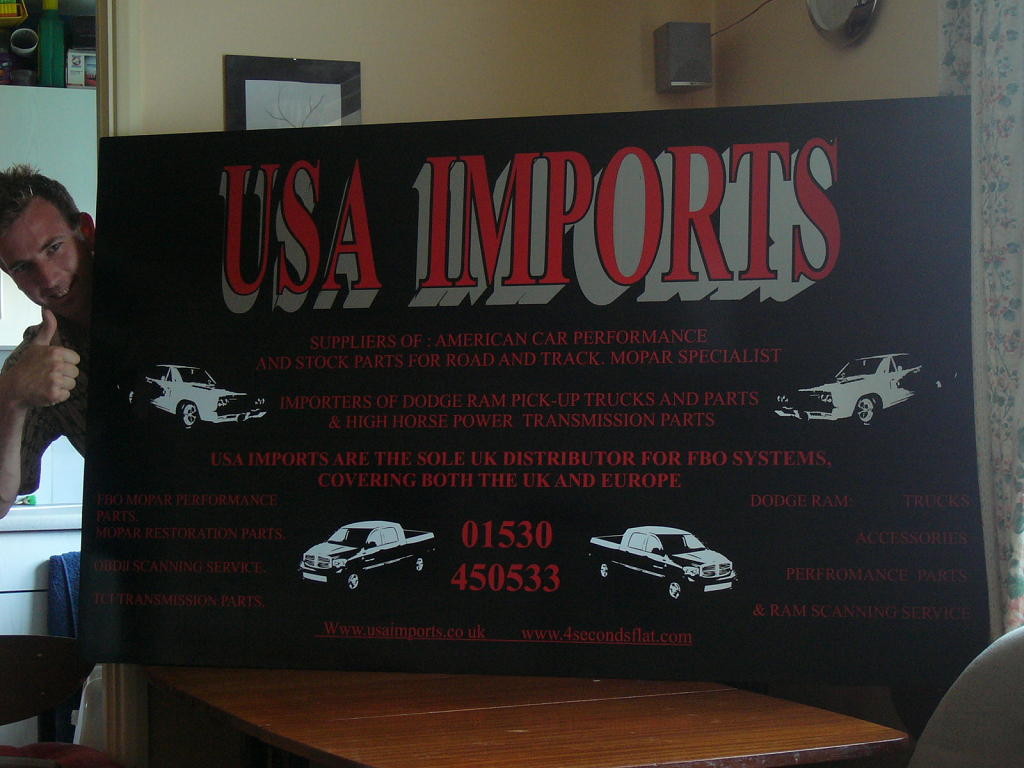 USA IMPORTS
SUPPLIERS OF : AMERICAN CAR PERFORMANCE
AND STOCK PARTS FOR ROAD AND TRACK. MOPAR SPECIALIST
IMPORTERS OF DODGE RAM PICK-UP TRUCKS AND PARTS
& HIGH HORSE POWER TRANSMISSION PARTS
USA IMPORTS ARE THE SOLE UK DISTRIBUTOR FOR FBO SYSTEMS,
COVERING BOTH THE UK AND EUROPE
FBO MOPAR PERFORMANCE
PARTS.
MOPAR RESTORATION PARTS.
OBDII SCANNING SERVICE.
TCI TRANSMISSION PARTS.
01530
450533
DODGE RAM: TRUCKS
ACCESSORIES
PERFROMANCE PARTS
& RAM SCANNING SERVICE
Www.usaimports.co.uk www.4secondsflat.com